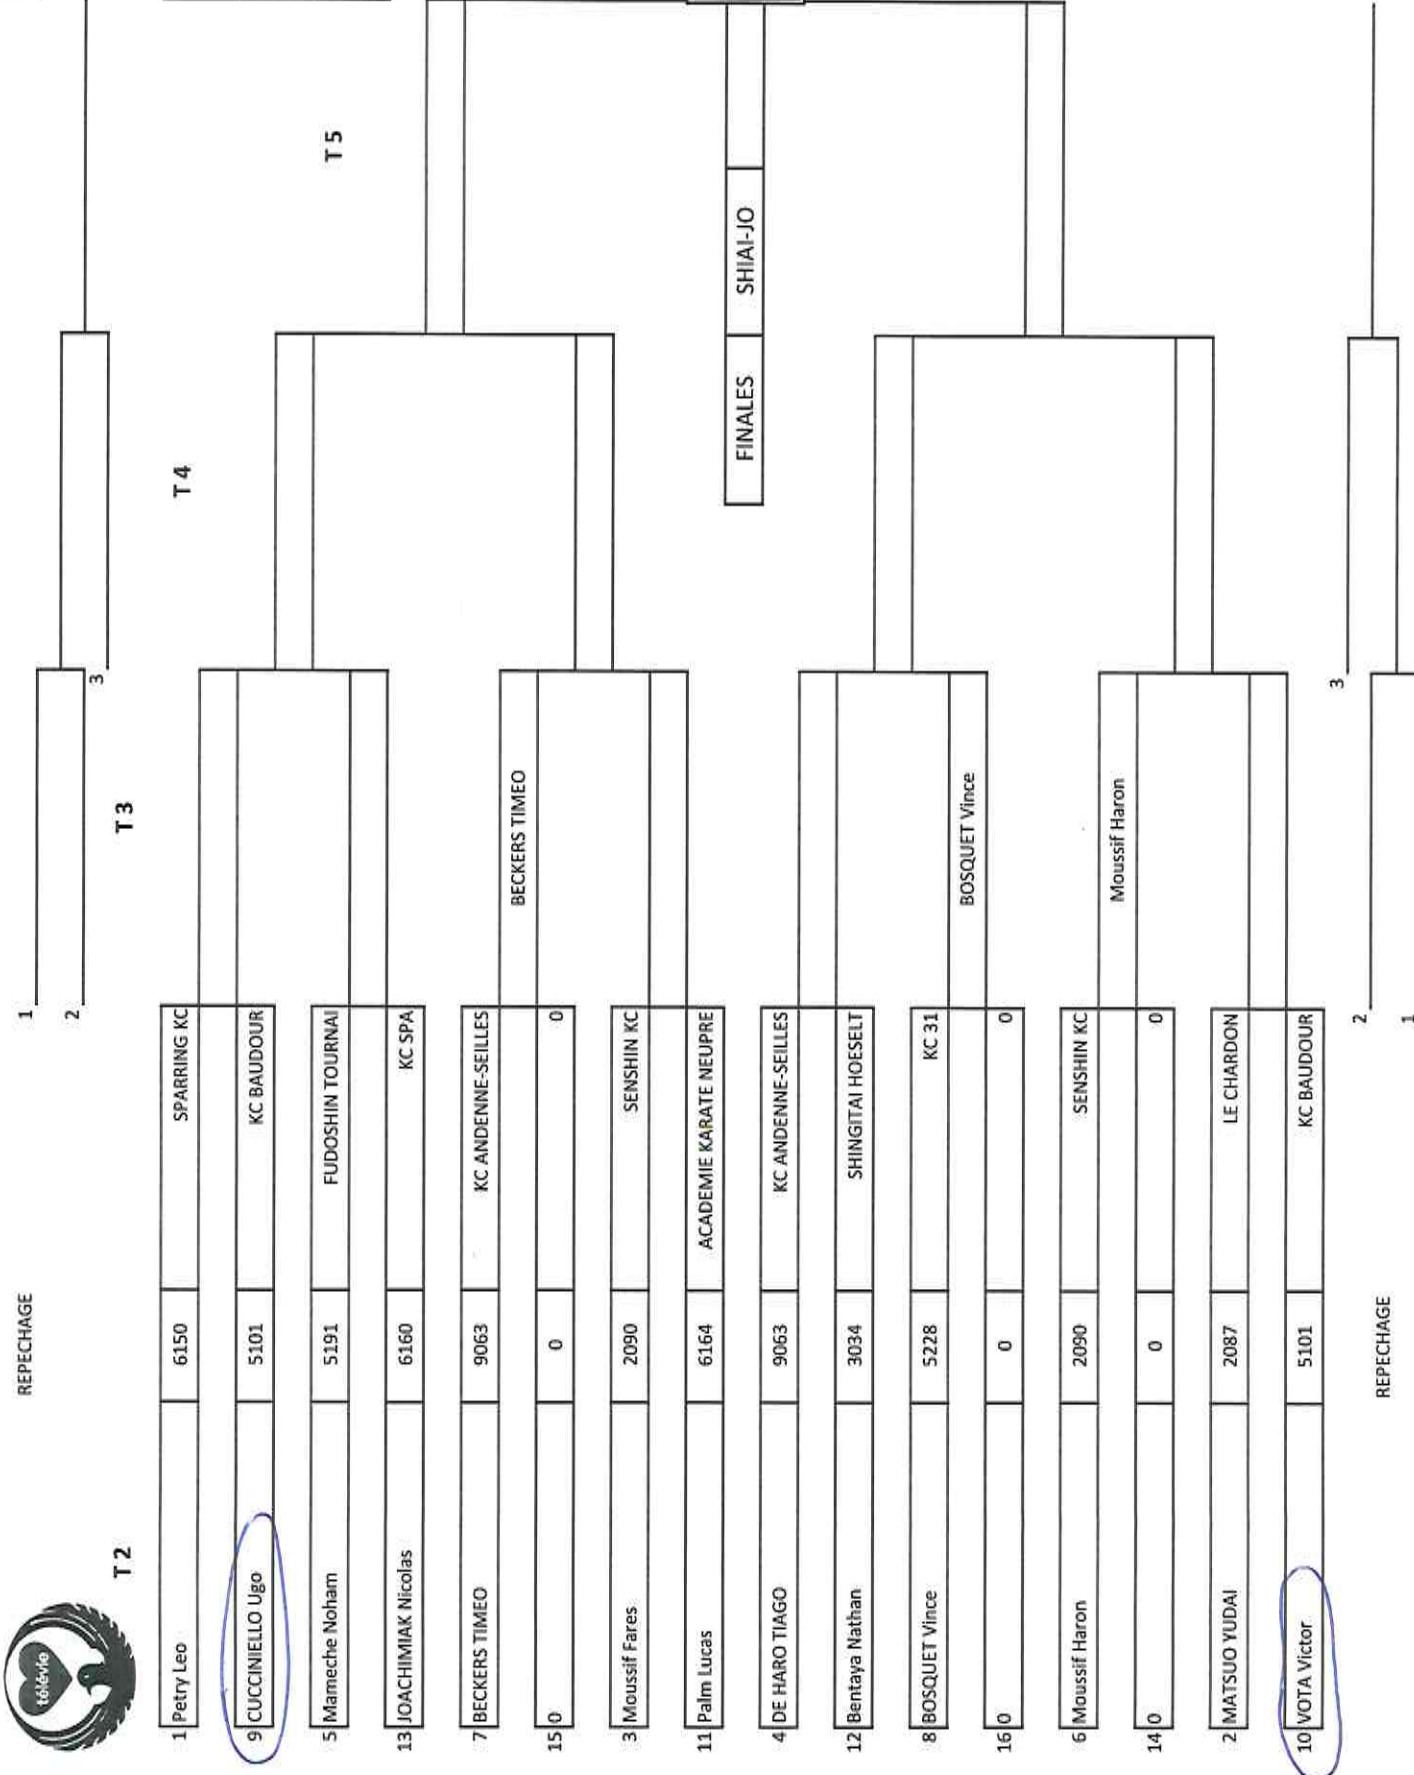 télévie
REPECHAGE
T 2
T 3
T 4
T 5
1
2
3
1 Petry Leo 6150 SPARRING KC
9 CUCCINIELLO Ugo 5101 KC BAUDOUR
5 Mameche Noham 5191 FUDOSHIN TOURNAI
13 JOACHIMIAK Nicolas 6160 KC SPA
7 BECKERS TIMEO 9063 KC ANDENNE-SEILLES
BECKERS TIMEO
15 0 0 0
3 Moussif Fares 2090 SENSHIN KC
11 Palm Lucas 6164 ACADEMIE KARATE NEUPRE
FINALES SHIAI-JO
4 DE HARO TIAGO 9063 KC ANDENNE-SEILLES
12 Bentaya Nathan 3034 SHINGITAI HOESELT
8 BOSQUET Vince 5228 KC 31
BOSQUET Vince
16 0 0 0
6 Moussif Haron 2090 SENSHIN KC
Moussif Haron
14 0 0 0
2 MATSUO YUDAI 2087 LE CHARDON
10 VOTA Victor 5101 KC BAUDOUR
3
2
REPECHAGE
1